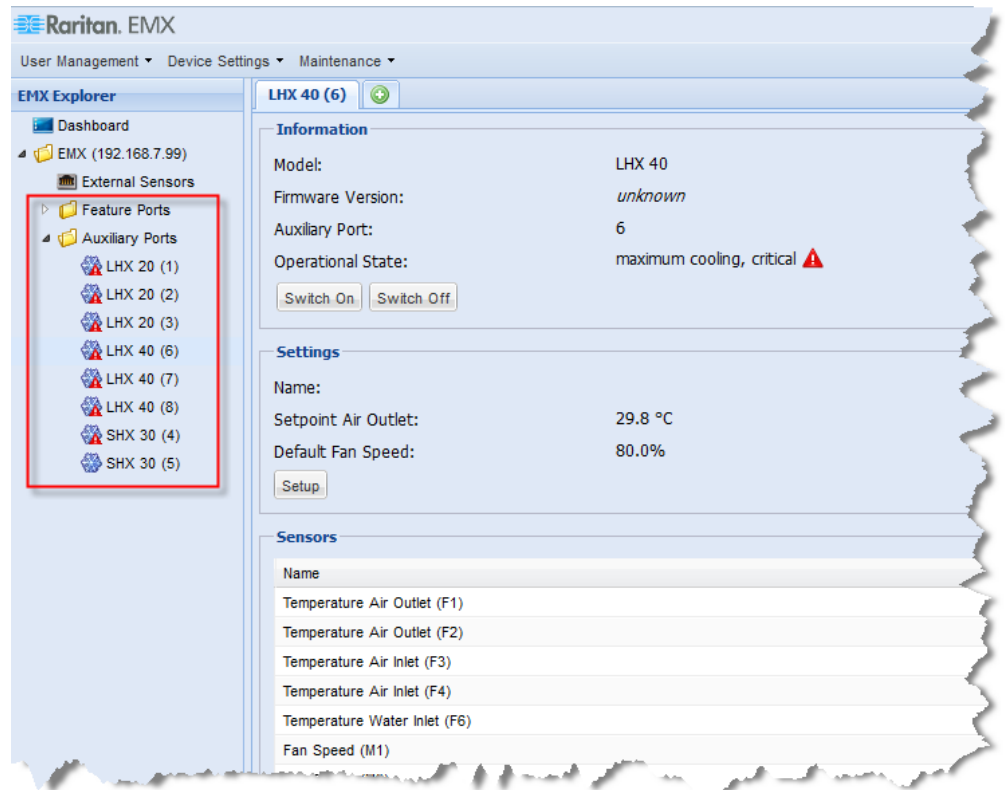 Raritan. EMX
User Management Device Settings Maintenance
EMX Explorer
Dashboard
EMX (192.168.7.99)
External Sensors
Feature Ports
Auxiliary Ports
LHX 20 (1)
LHX 20 (2)
LHX 20 (3)
LHX 40 (6)
LHX 40 (7)
LHX 40 (8)
SHX 30 (4)
SHX 30 (5)
LHX 40 (6)
Information
Model: LHX 40
Firmware Version: unknown
Auxiliary Port: 6
Operational State: maximum cooling, critical
Switch On Switch Off
Settings
Name:
Setpoint Air Outlet: 29.8 °C
Default Fan Speed: 80.0%
Setup
Sensors
Name
Temperature Air Outlet (F1)
Temperature Air Outlet (F2)
Temperature Air Inlet (F3)
Temperature Air Inlet (F4)
Temperature Water Inlet (F6)
Fan Speed (M1)